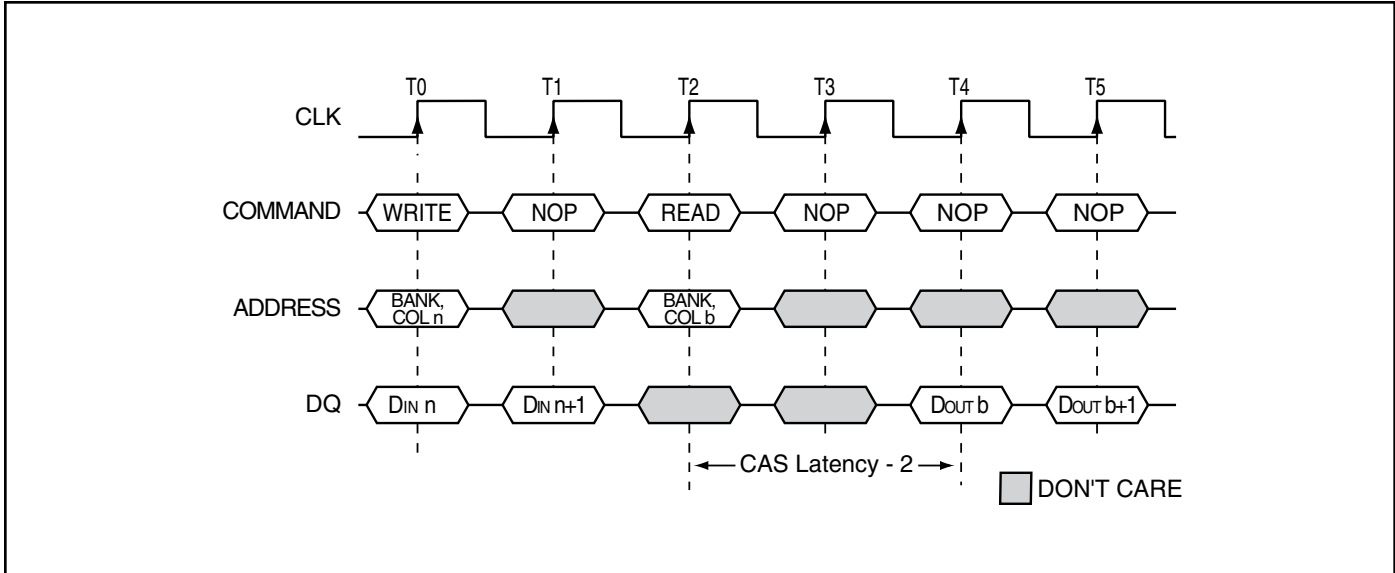 T0 T1 T2 T3 T4 T5
CLK
COMMAND WRITE NOP READ NOP NOP NOP
ADDRESS BANK, COL n BANK, COL b
DQ DIN n DIN n+1 DOUT b DOUT b+1
CAS Latency - 2
DON'T CARE